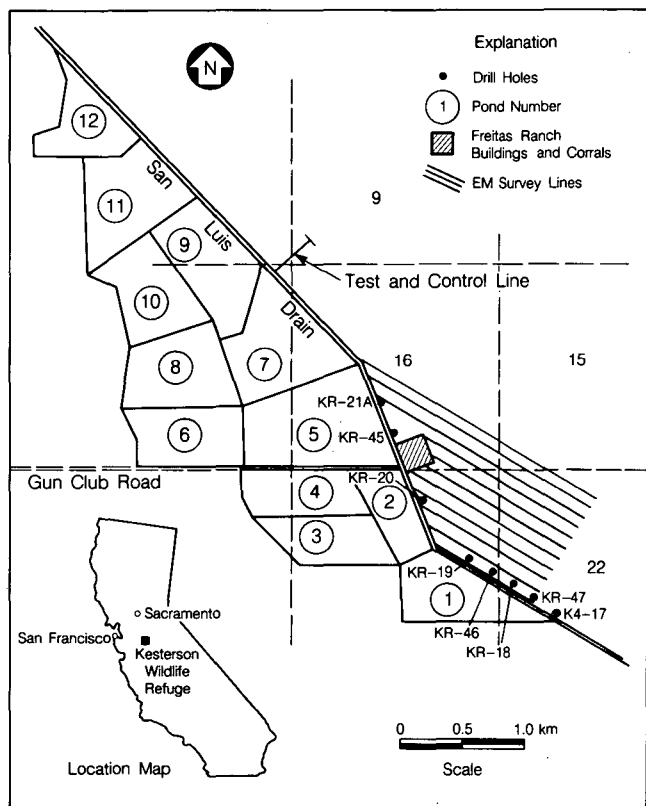 N
Explanation
Drill Holes
1 Pond Number
Freitas Ranch
Buildings and Corrals
EM Survey Lines
12
San
11
Luis
9
9
Test and Control Line
10
Drain
16
15
8
7
KR-21A
6
5
KR-45
Gun Club Road
KR-20
4
2
3
22
KR-19
KR-47
1
K4-17
KR-46
KR-18
Sacramento
San Francisco
Kesterson
Wildlife
Refuge
0 0.5 1.0 km
Location Map
Scale